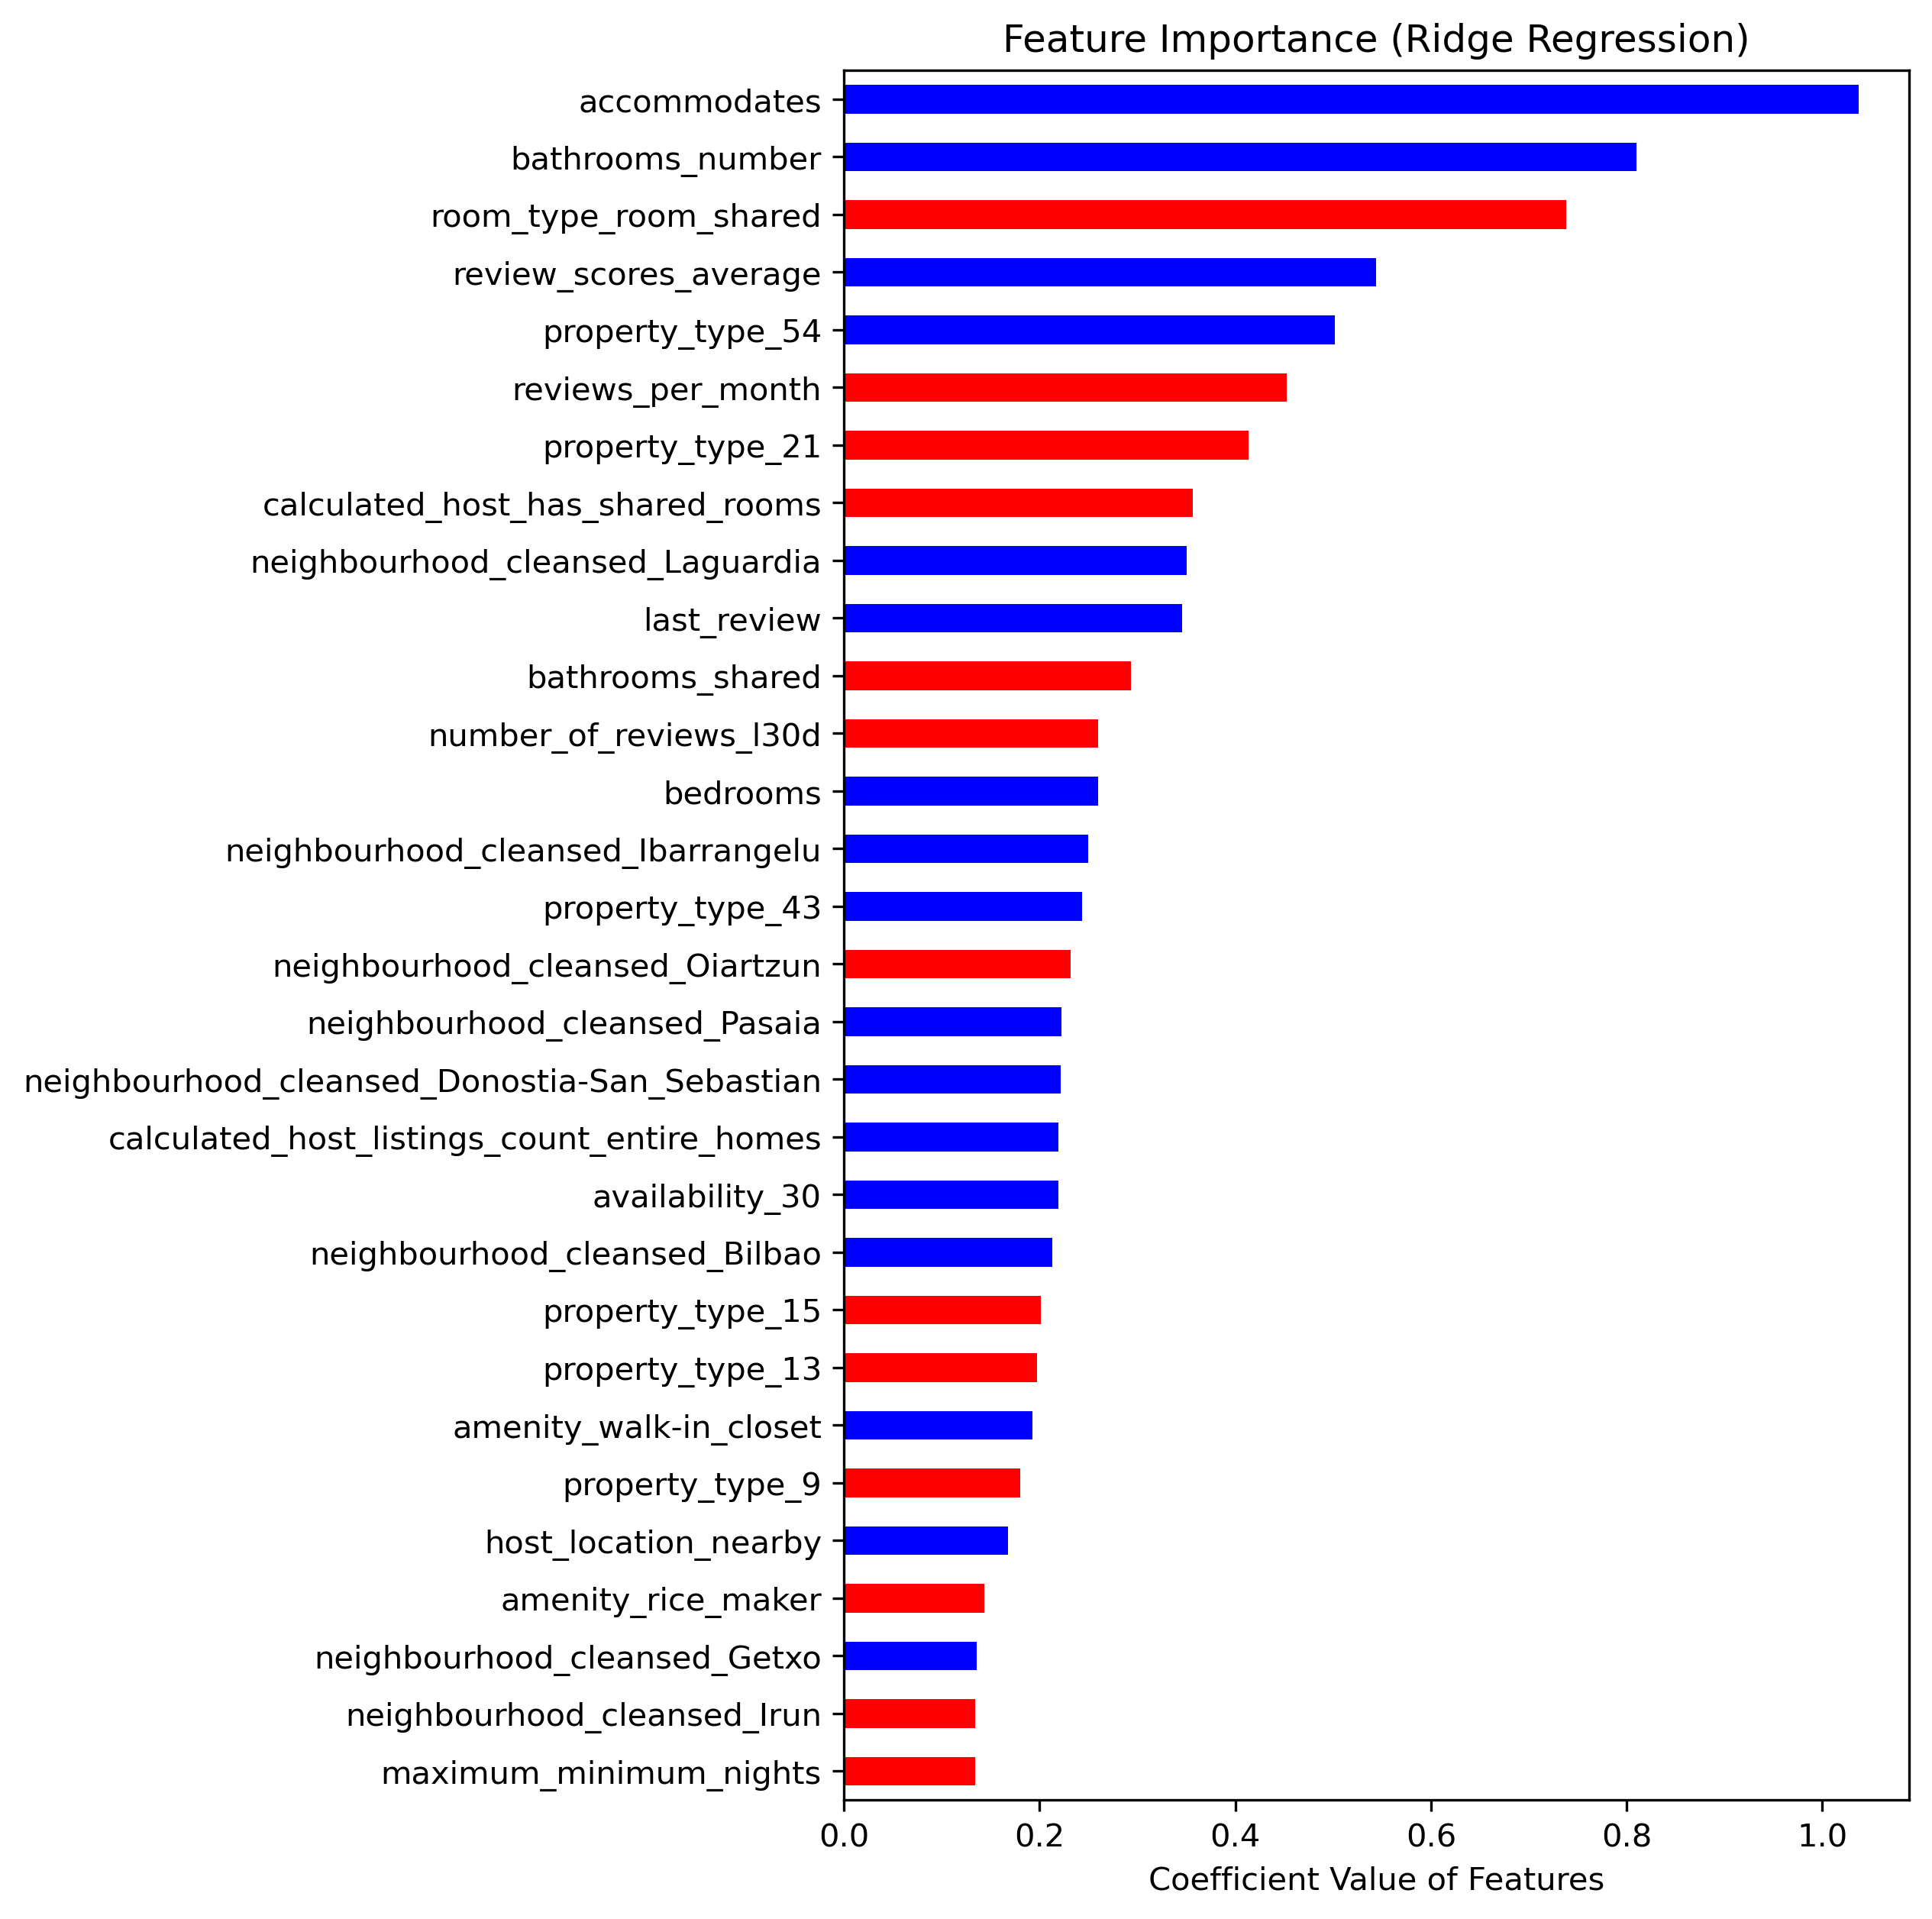 Feature Importance (Ridge Regression)
accommodates
bathrooms_number
room_type_room_shared
review_scores_average
property_type_54
reviews_per_month
property_type_21
calculated_host_has_shared_rooms
neighbourhood_cleansed_Laguardia
last_review
bathrooms_shared
number_of_reviews_l30d
bedrooms
neighbourhood_cleansed_Ibarrangelu
property_type_43
neighbourhood_cleansed_Oiartzun
neighbourhood_cleansed_Pasaia
neighbourhood_cleansed_Donostia-San_Sebastian
calculated_host_listings_count_entire_homes
availability_30
neighbourhood_cleansed_Bilbao
property_type_15
property_type_13
amenity_walk-in_closet
property_type_9
host_location_nearby
amenity_rice_maker
neighbourhood_cleansed_Getxo
neighbourhood_cleansed_Irun
maximum_minimum_nights
0.0 0.2 0.4 0.6 0.8 1.0
Coefficient Value of Features